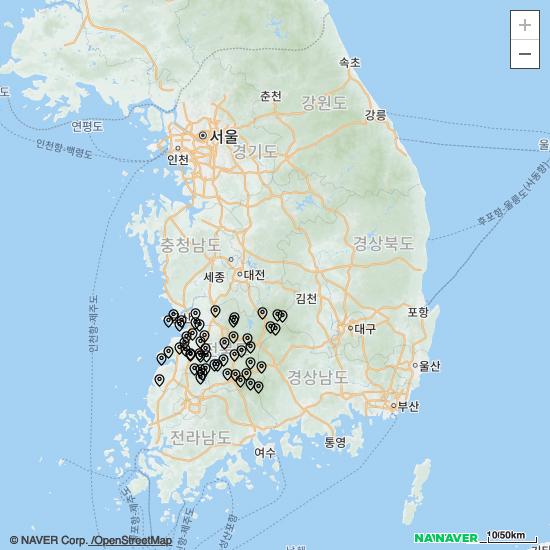 +
−
속초
춘천
강원도
강릉
도
연평도
서울
울
인천항-백령도
인천
경기도
후포항-울릉도(사동항)
충청남도
경상북도
세종
대전
인천항-제주도
김천
포항
대구
울산
경상남도
부산
전라남도
여수
통영
© NAVER Corp. /OpenStreetMap
NAVER
10/50km